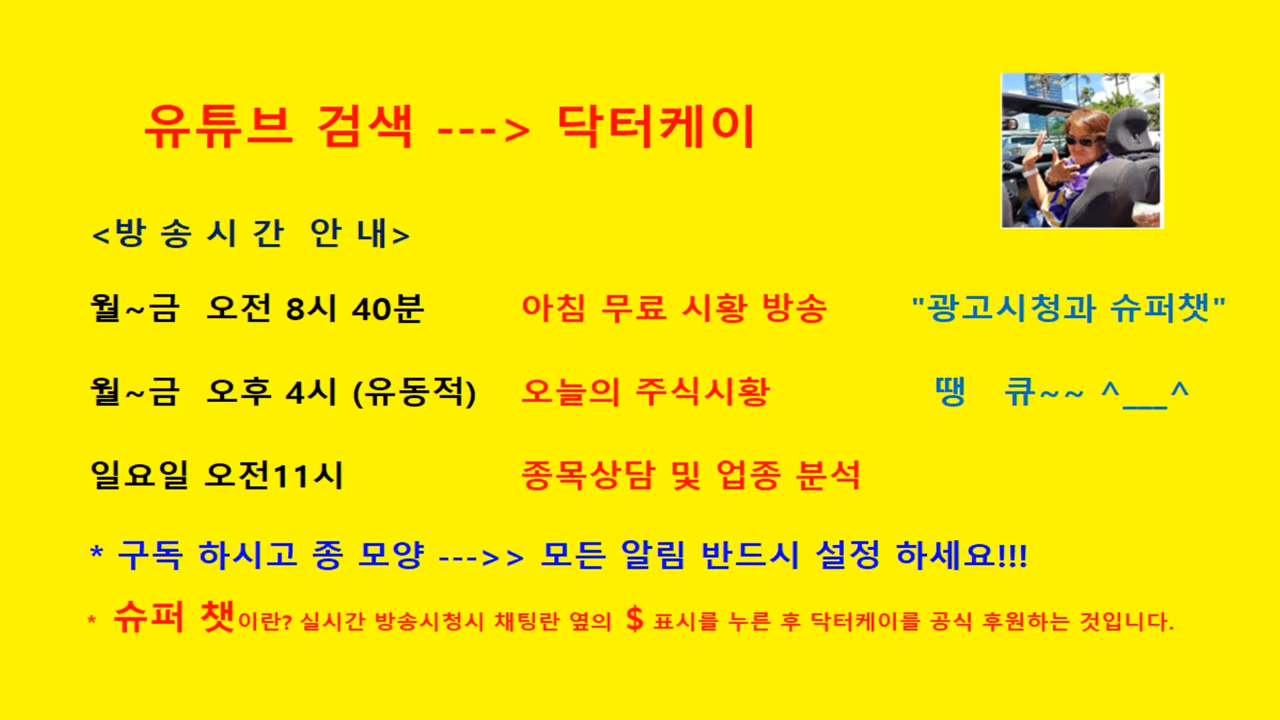 유튜브 검색 ---> 닥터케이
<방 송 시 간 안 내>
월~금 오전 8시 40분 아침 무료 시황 방송 "광고시청과 슈퍼챗"
월~금 오후 4시 (유동적) 오늘의 주식시황 땡 큐~~ ^___^
일요일 오전11시 종목상담 및 업종 분석
* 구독 하시고 종 모양 --->> 모든 알림 반드시 설정 하세요!!!
* 슈퍼 챗이란? 실시간 방송시청시 채팅란 옆의 $ 표시를 누른 후 닥터케이를 공식 후원하는 것입니다.